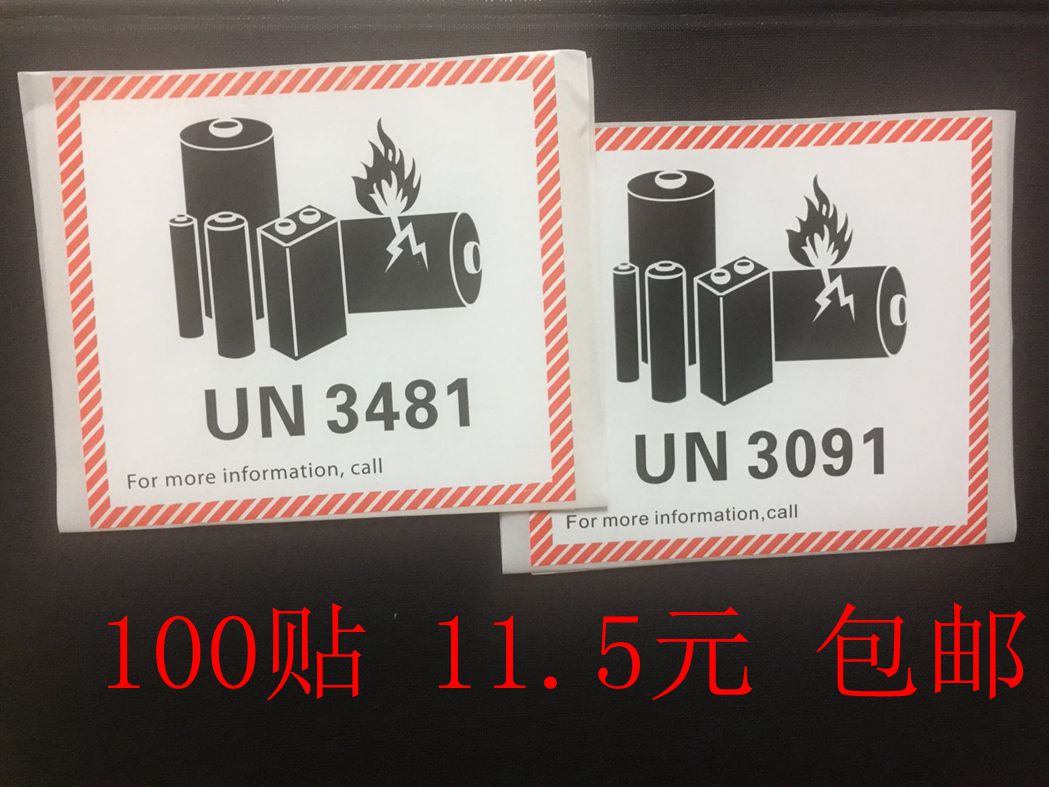 UN 3481
For more information, call
UN 3091
For more information,call
100贴 11.5元 包邮